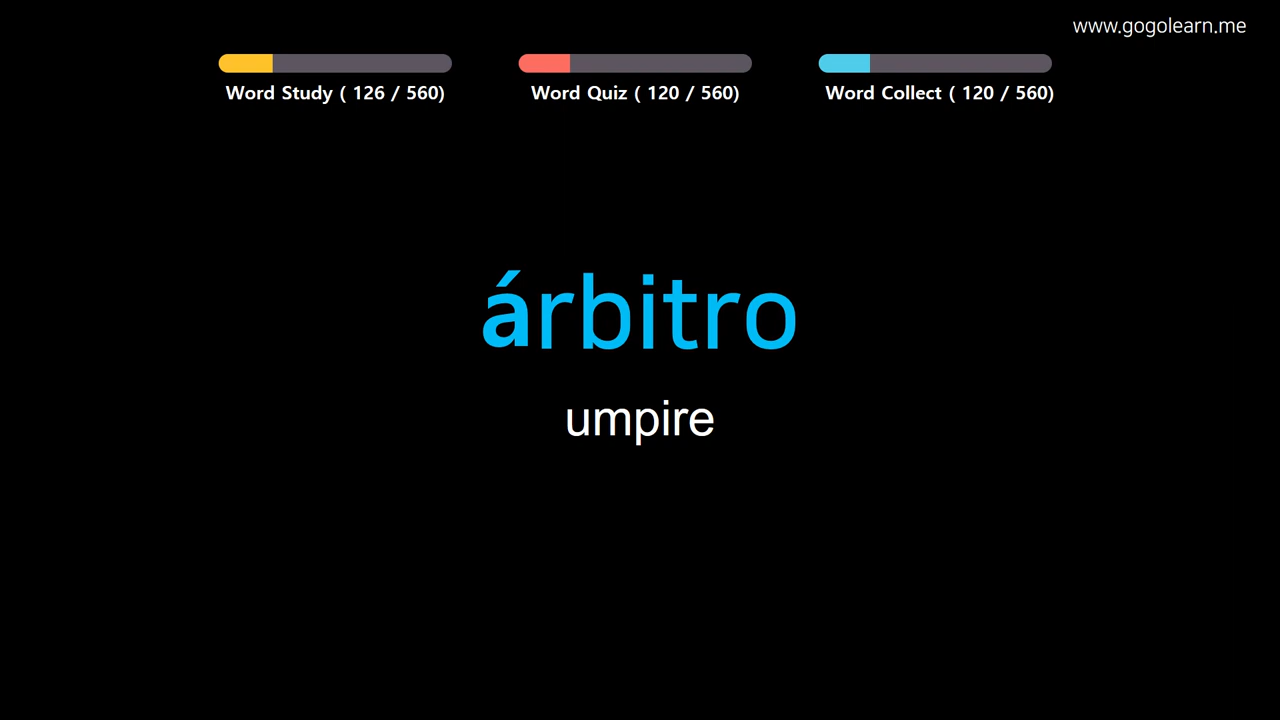 www.gogolearn.me
Word Study ( 126 / 560)
Word Quiz ( 120 / 560)
Word Collect ( 120 / 560)
árbitro
umpire